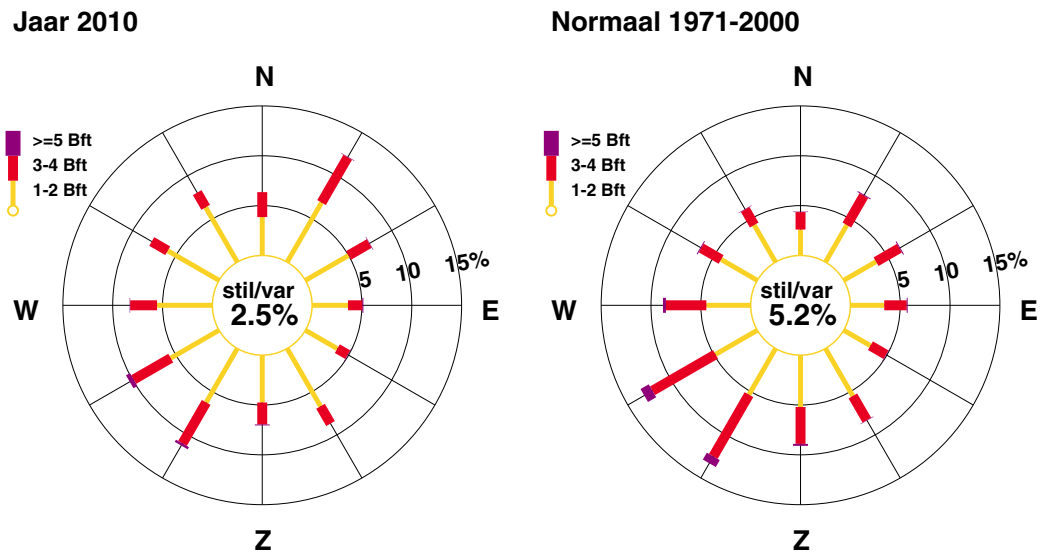 Jaar 2010
N
>=5 Bft
3-4 Bft
1-2 Bft
5 10 15%
stil/var
2.5%
W
E
Z
Normaal 1971-2000
N
>=5 Bft
3-4 Bft
1-2 Bft
5 10 15%
stil/var
5.2%
W
E
Z